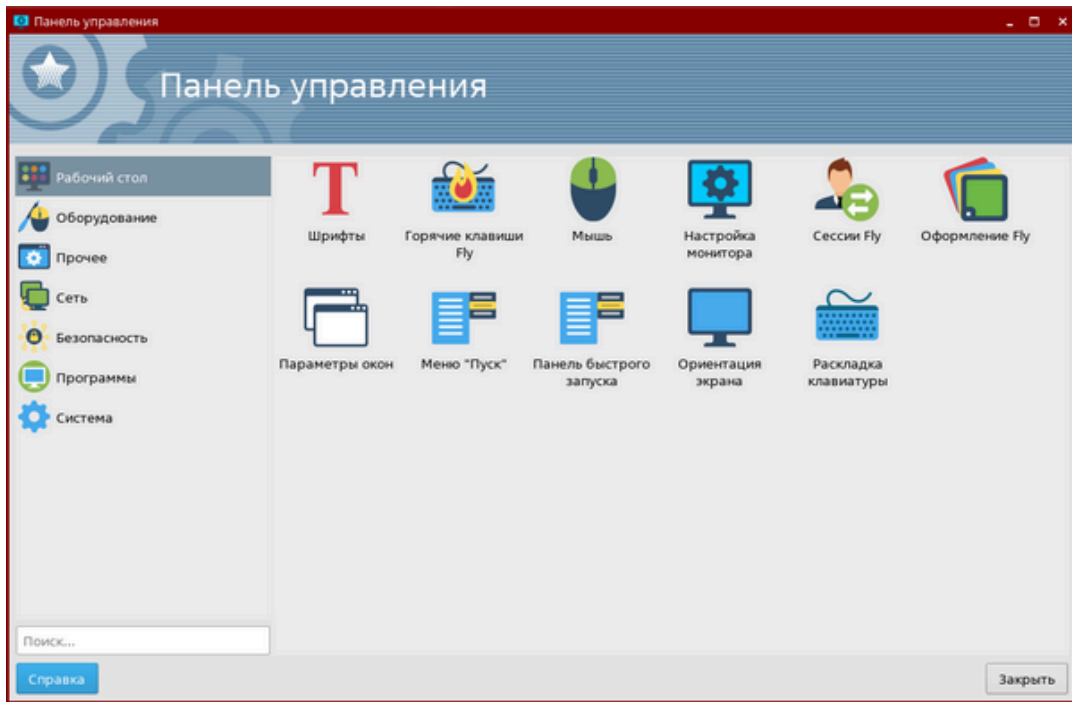 Панель управления
Панель управления
Рабочий стол
Оборудование
Прочее
Сеть
Безопасность
Программы
Система
Шрифты
Горячие клавиши
Fly
Мышь
Настройка
монитора
Сессии Fly
Оформление Fly
Параметры окон
Меню "Пуск"
Панель быстрого
запуска
Ориентация
экрана
Раскладка
клавиатуры
Поиск...
Справка
Закрыть